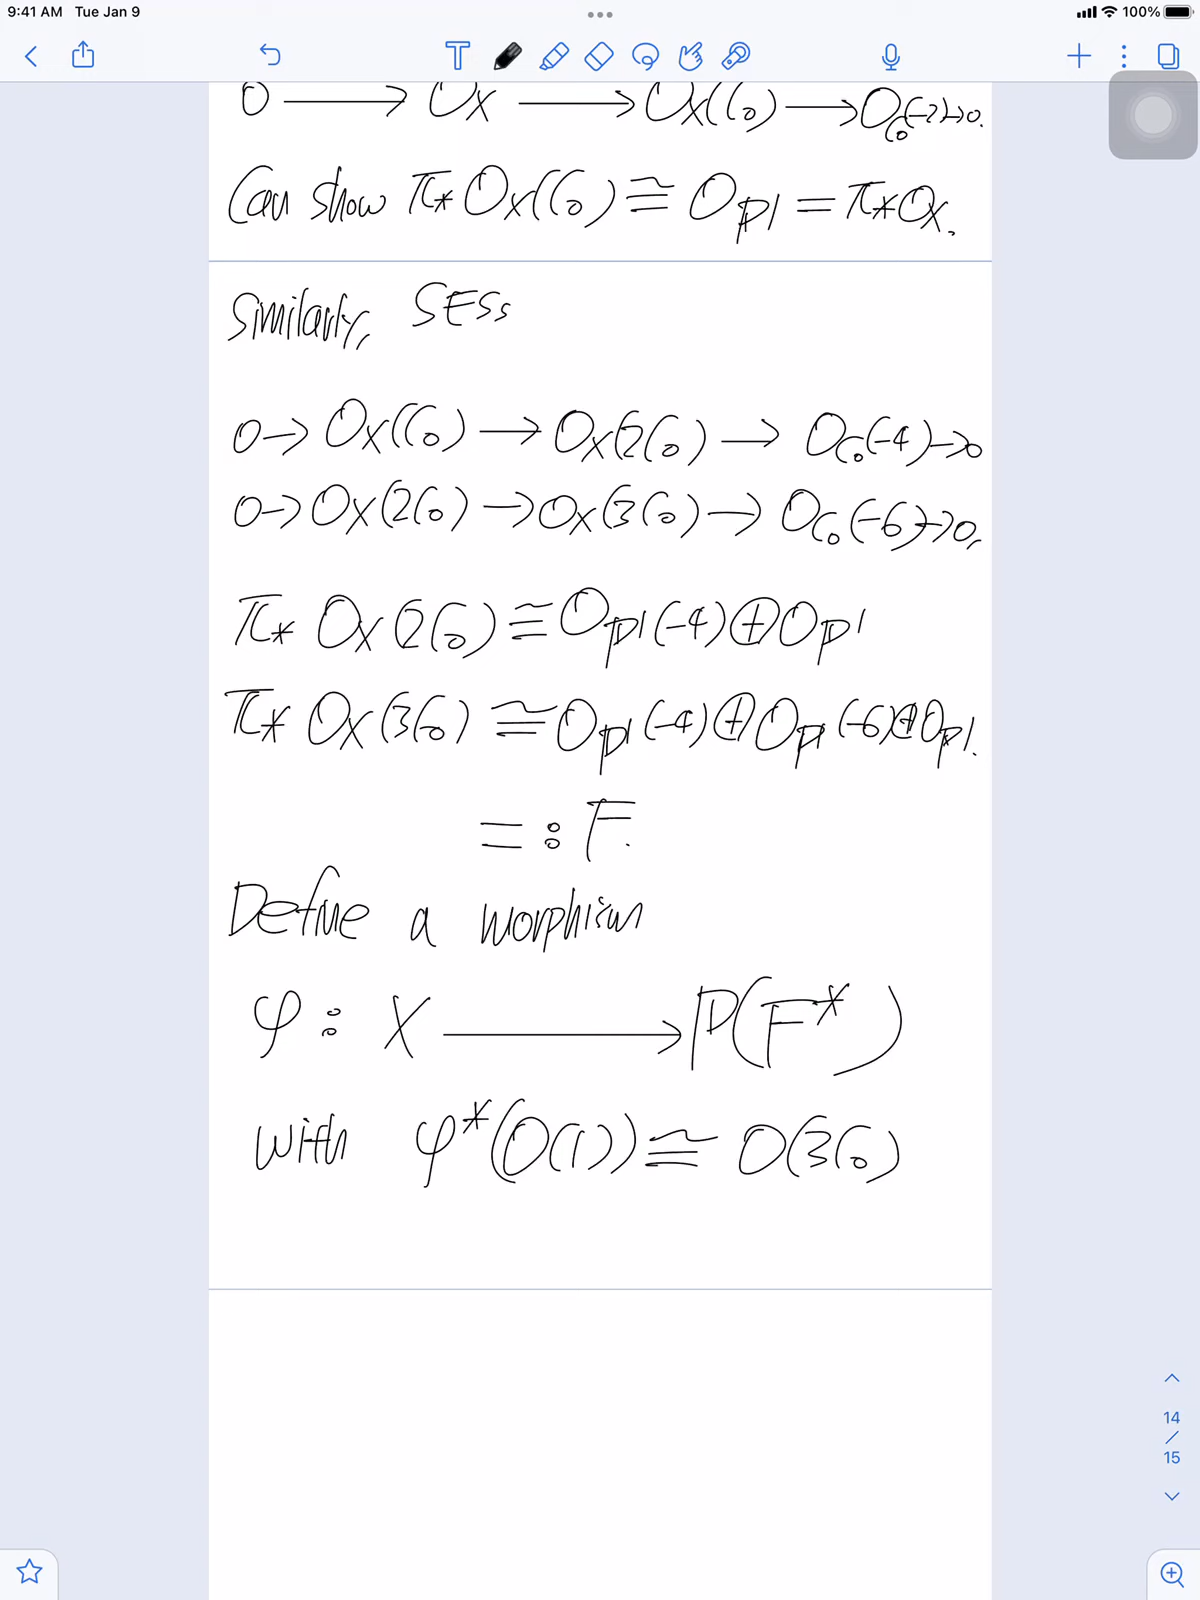 9:41 AM Tue Jan 9
100%
0 ⟶ O_X ⟶ O_X(C_0) ⟶ O_{C_0}(-2) → 0.
Can show π_* O_X(C_0) ≅ O_{P^1} = π_* O_X.
Similarly, SESs
0 → O_X(C_0) → O_X(2C_0) → O_{C_0}(-4) → 0
0 → O_X(2C_0) → O_X(3C_0) → O_{C_0}(-6) → 0,
π_* O_X(2C_0) ≅ O_{P^1}(-4) ⊕ O_{P^1}
π_* O_X(3C_0) ≅ O_{P^1}(-4) ⊕ O_{P^1}(-6) ⊕ O_{P^1}.
=: F.
Define a morphism
φ : X ⟶ P(F^*)
with φ^*(O(1)) ≅ O(3C_0)
14
/
15